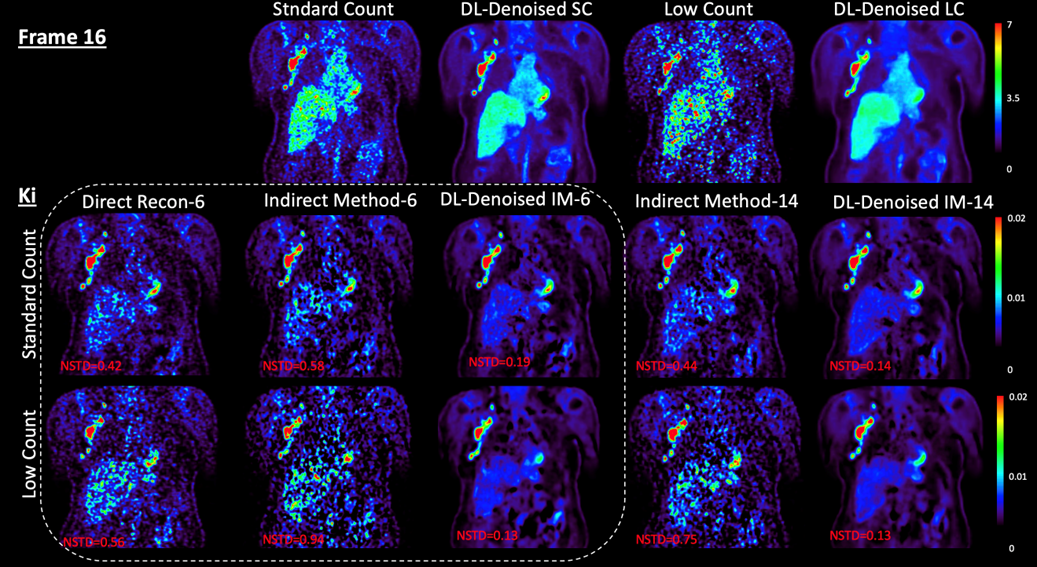 Stndard Count
DL-Denoised SC
Low Count
DL-Denoised LC
Frame 16
7
3.5
0
Ki
Direct Recon-6
Indirect Method-6
DL-Denoised IM-6
Indirect Method-14
DL-Denoised IM-14
Standard Count
0.02
0.01
0
NSTD=0.42
NSTD=0.58
NSTD=0.19
NSTD=0.44
NSTD=0.14
Low Count
0.02
0.01
0
NSTD=0.56
NSTD=0.94
NSTD=0.13
NSTD=0.75
NSTD=0.13